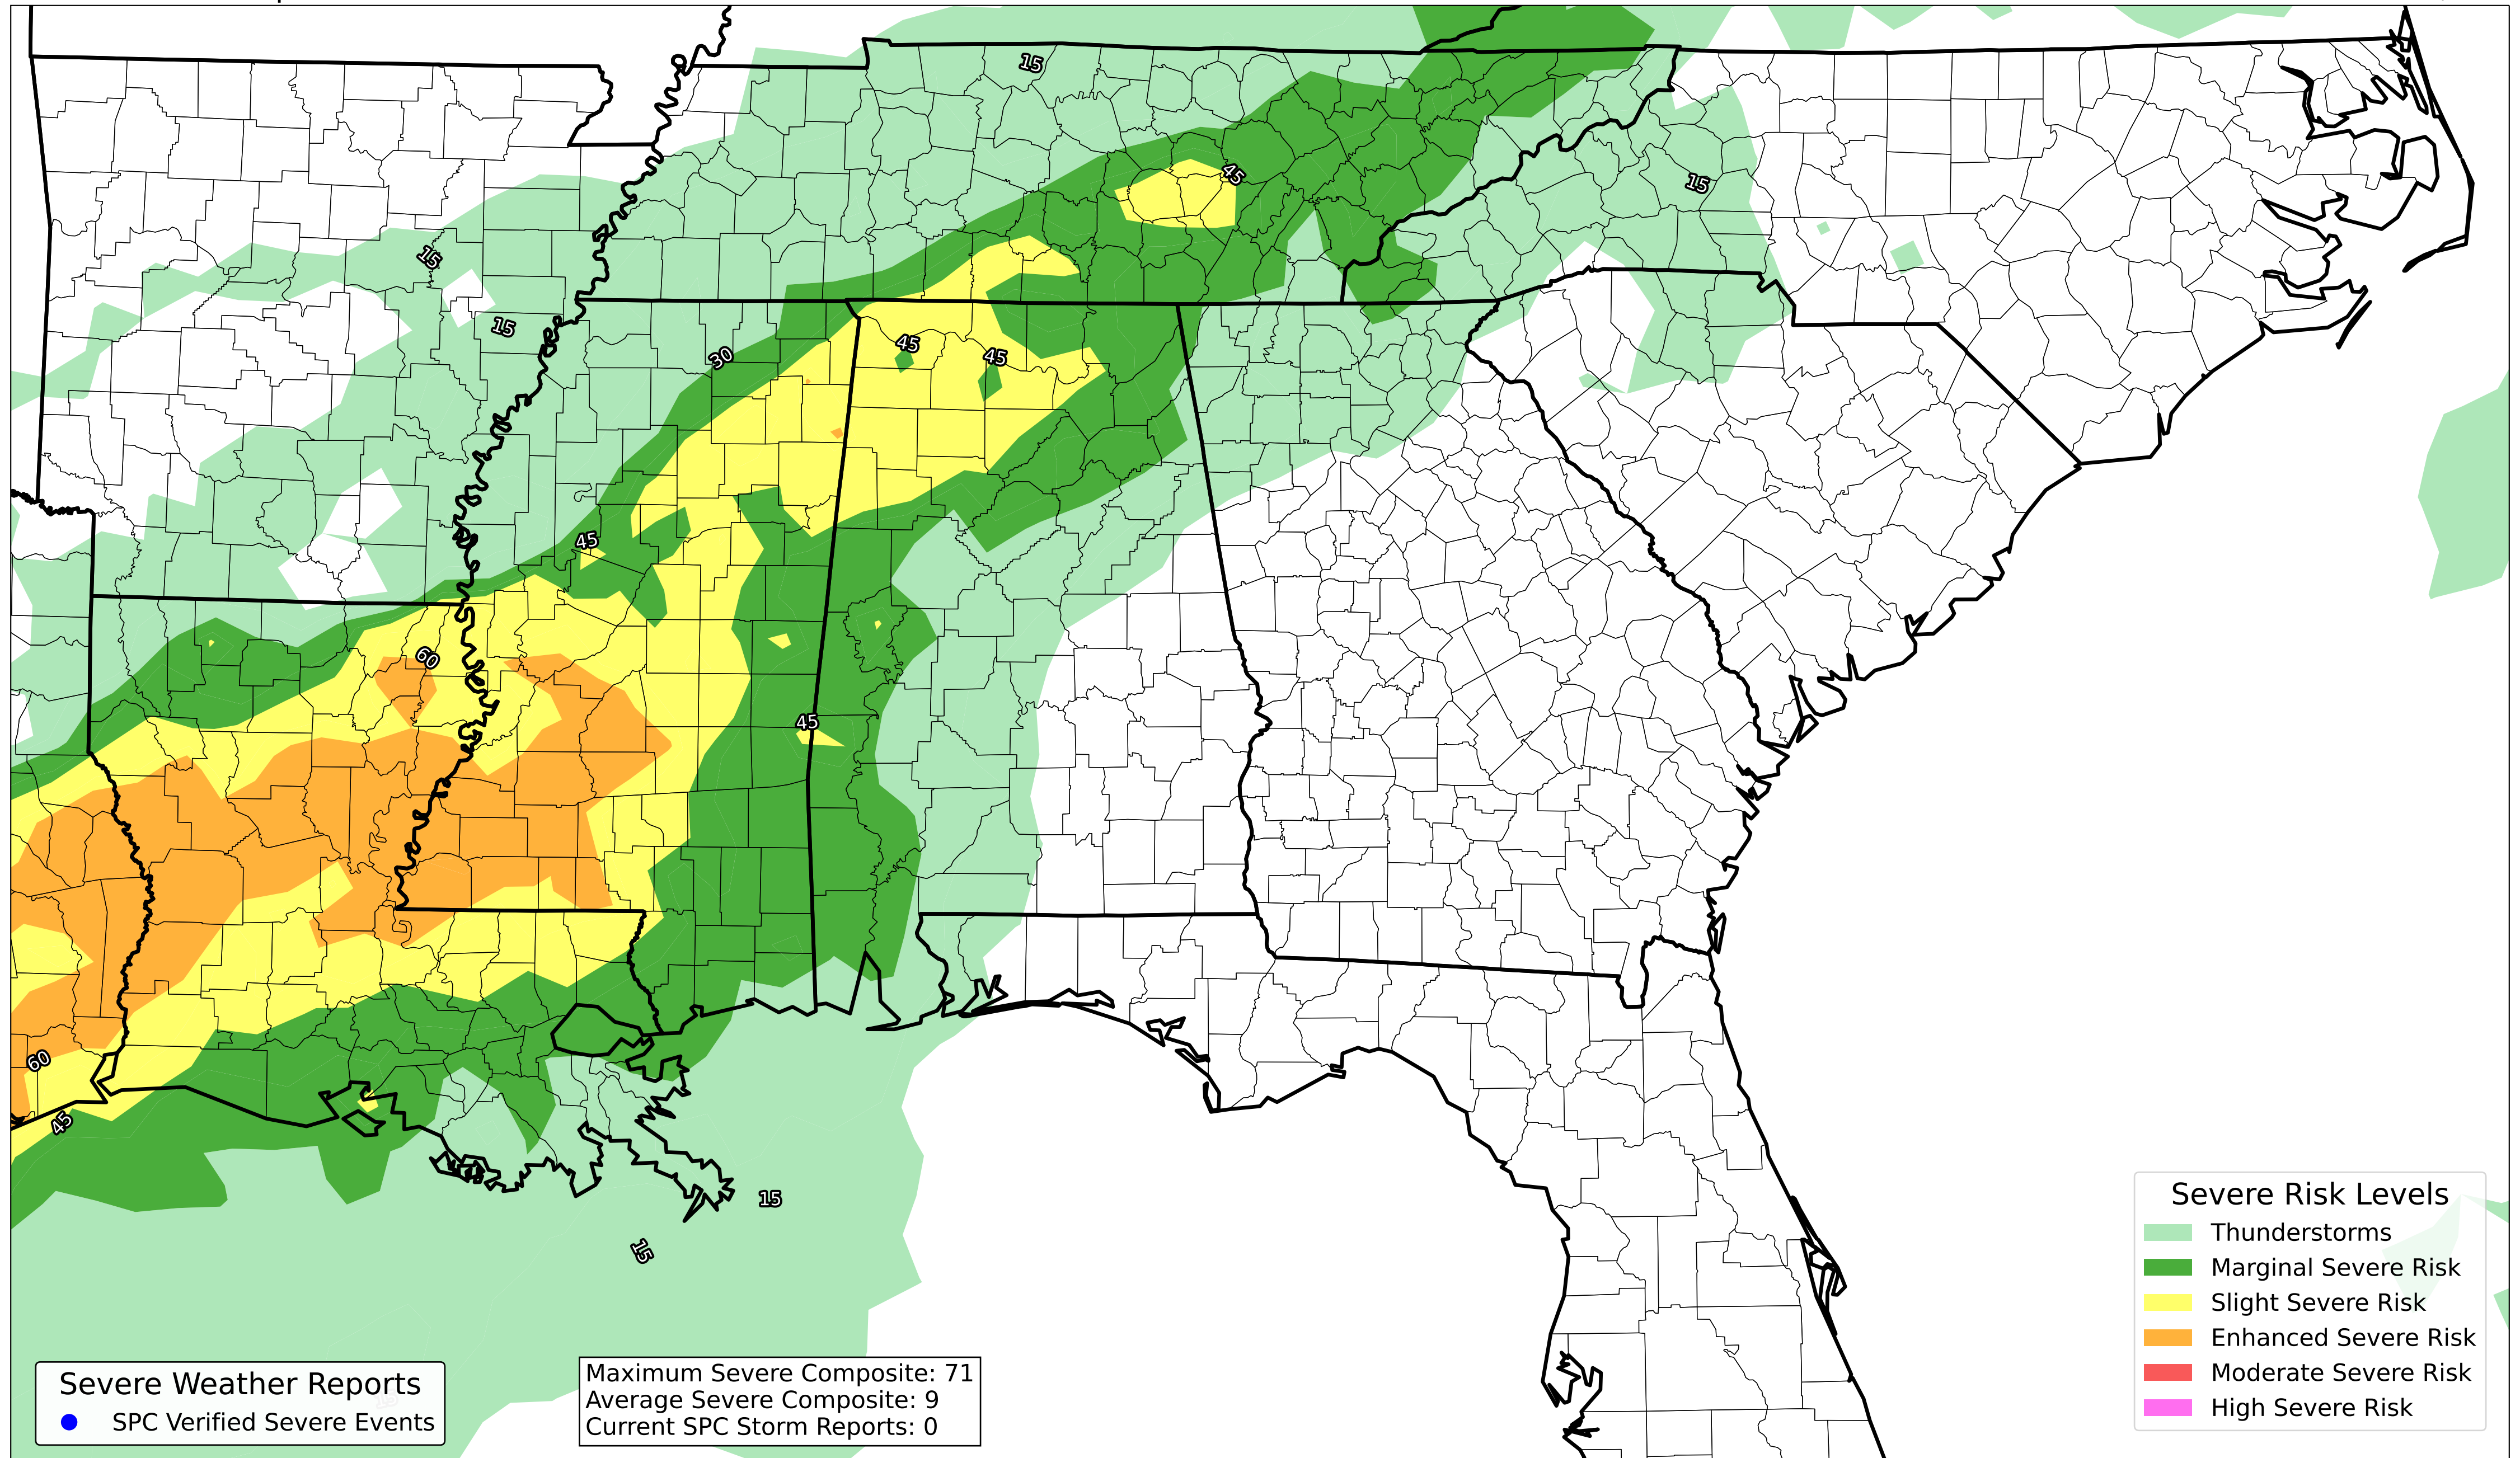 15
45
15
15
15
30
45
45
45
60
45
60
45
15
15
Severe Risk Levels
Thunderstorms
Marginal Severe Risk
Slight Severe Risk
Enhanced Severe Risk
Moderate Severe Risk
High Severe Risk
Severe Weather Reports
SPC Verified Severe Events
Maximum Severe Composite: 71
Average Severe Composite: 9
Current SPC Storm Reports: 0